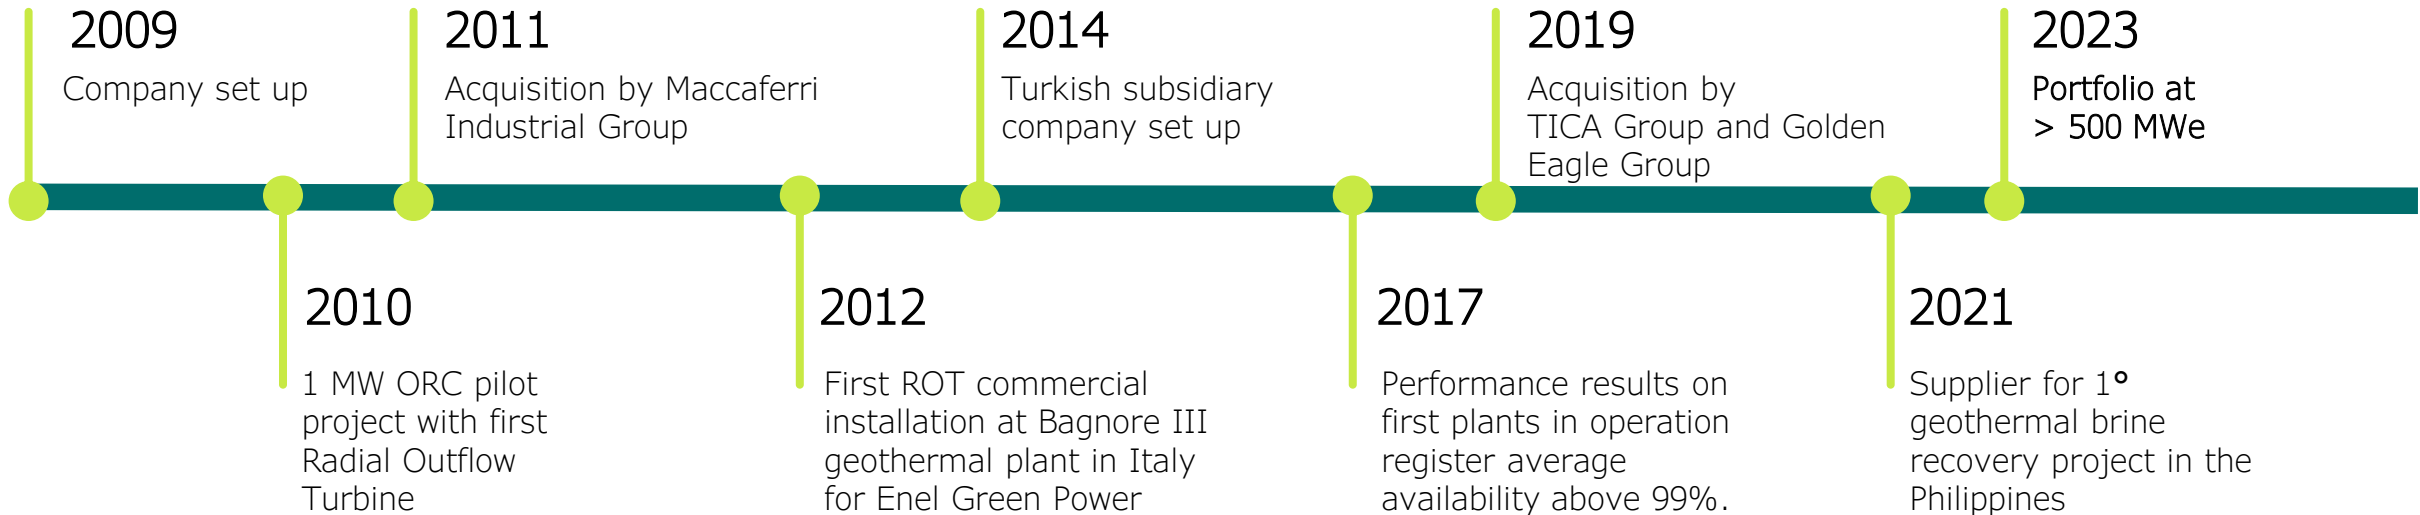 2009
Company set up
2010
1 MW ORC pilot
project with first
Radial Outflow
Turbine
2011
Acquisition by Maccaferri
Industrial Group
2012
First ROT commercial
installation at Bagnore III
geothermal plant in Italy
for Enel Green Power
2014
Turkish subsidiary
company set up
2017
Performance results on
first plants in operation
register average
availability above 99%.
2019
Acquisition by
TICA Group and Golden
Eagle Group
2021
Supplier for 1°
geothermal brine
recovery project in the
Philippines
2023
Portfolio at
> 500 MWe